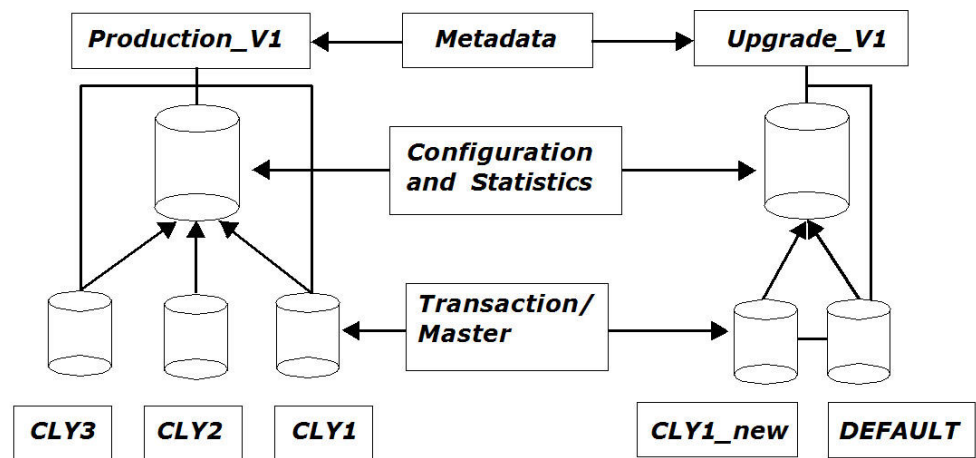 Production_V1
Metadata
Upgrade_V1
Configuration
and Statistics
Transaction/
Master
CLY3
CLY2
CLY1
CLY1_new
DEFAULT